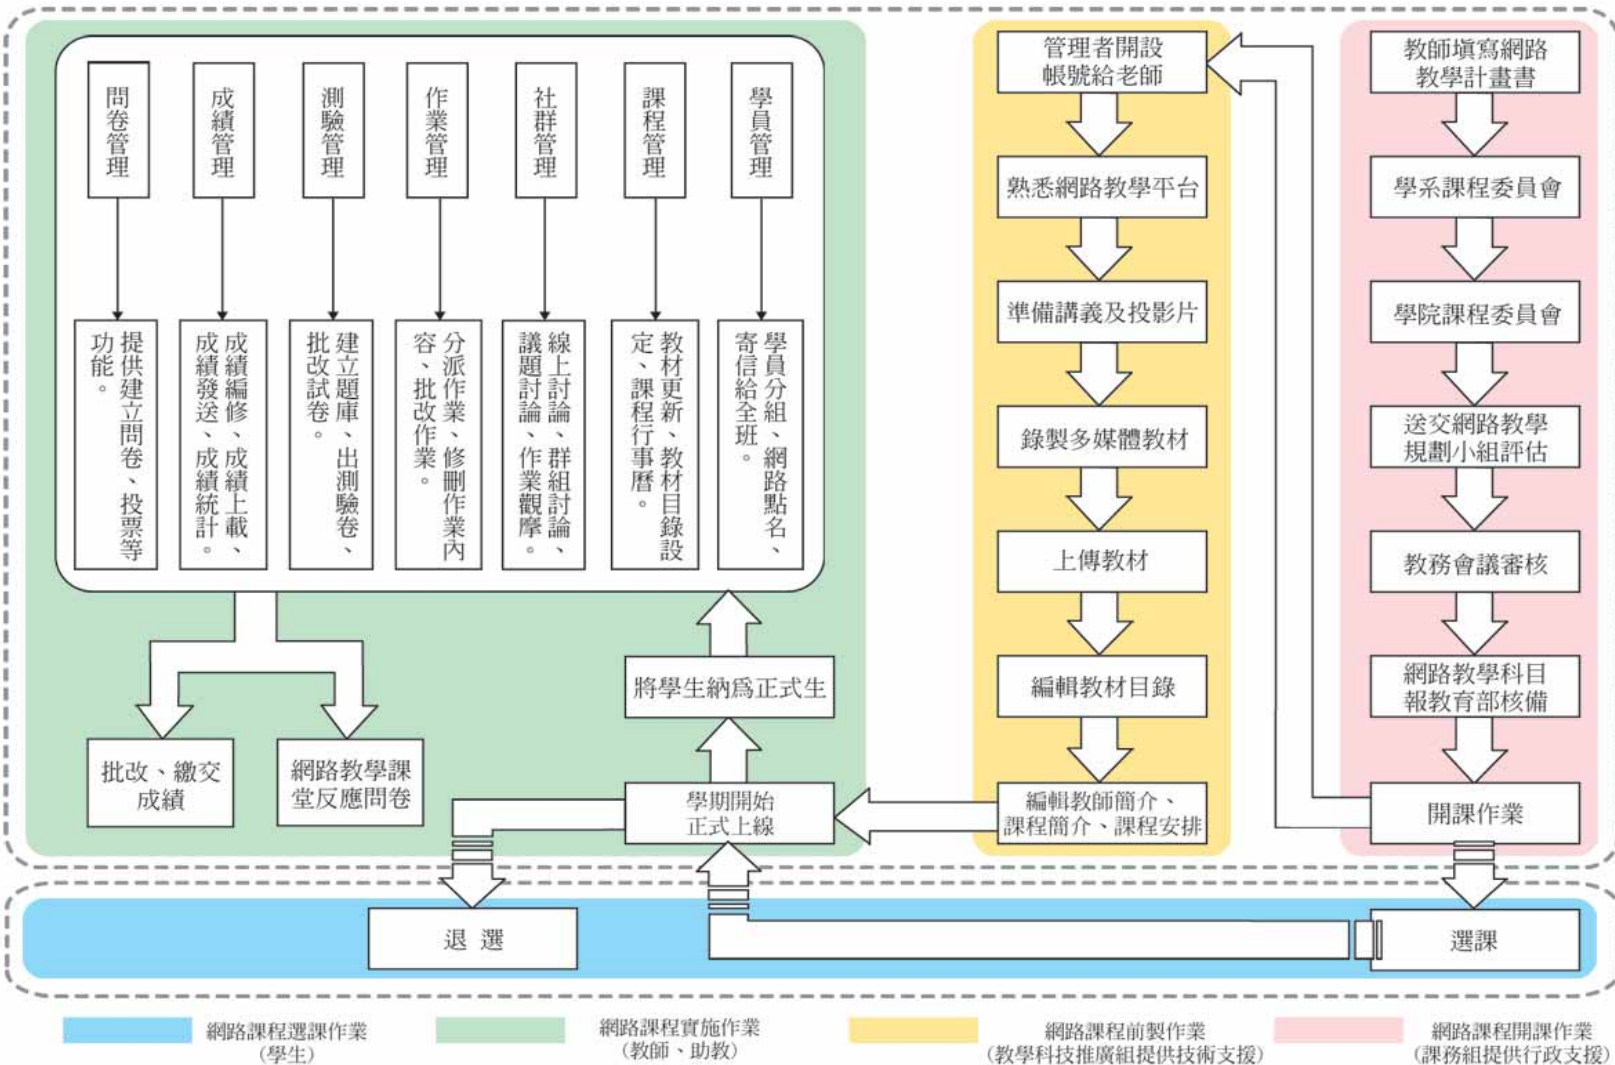 問卷管理
成績管理
測驗管理
作業管理
社群管理
課程管理
學員管理
提供建立問卷、投票等
功能。
成績編修、成績上載、
成績發送、成績統計。
建立題庫、出測驗卷、
批改試卷。
分派作業、修刪作業內
容、批改作業。
線上討論、群組討論、
議題討論、作業觀摩。
教材更新、教材目錄設
定、課程行事曆。
學員分組、網路點名、
寄信給全班。
將學生納為正式生
批改、繳交
成績
網路教學課
堂反應問卷
學期開始
正式上線
管理者開設
帳號給老師
熟悉網路教學平台
準備講義及投影片
錄製多媒體教材
上傳教材
編輯教材目錄
編輯教師簡介、
課程簡介、課程安排
教師填寫網路
教學計畫書
學系課程委員會
學院課程委員會
送交網路教學
規劃小組評估
教務會議審核
網路教學科目
報教育部核備
開課作業
退 選
選課
網路課程選課作業
(學生)
網路課程實施作業
(教師、助教)
網路課程前製作業
(教學科技推廣組提供技術支援)
網路課程開課作業
(課務組提供行政支援)